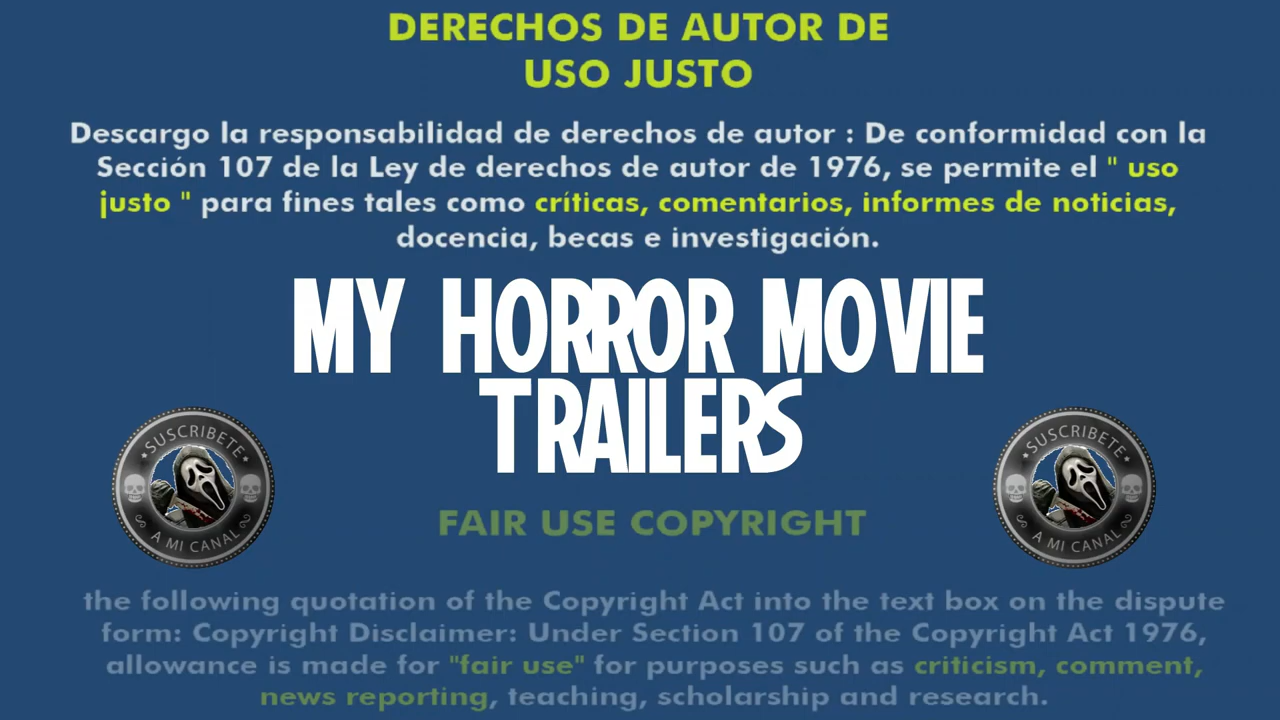 DERECHOS DE AUTOR DE
USO JUSTO
Descargo la responsabilidad de derechos de autor : De conformidad con la
Sección 107 de la Ley de derechos de autor de 1976, se permite el " uso
justo " para fines tales como críticas, comentarios, informes de noticias,
docencia, becas e investigación.
MY HORROR MOVIE
TRAILERS
SUSCRIBETE
A MI CANAL
SUSCRIBETE
A MI CANAL
FAIR USE COPYRIGHT
the following quotation of the Copyright Act into the text box on the dispute
form: Copyright Disclaimer: Under Section 107 of the Copyright Act 1976,
allowance is made for "fair use" for purposes such as criticism, comment,
news reporting, teaching, scholarship and research.